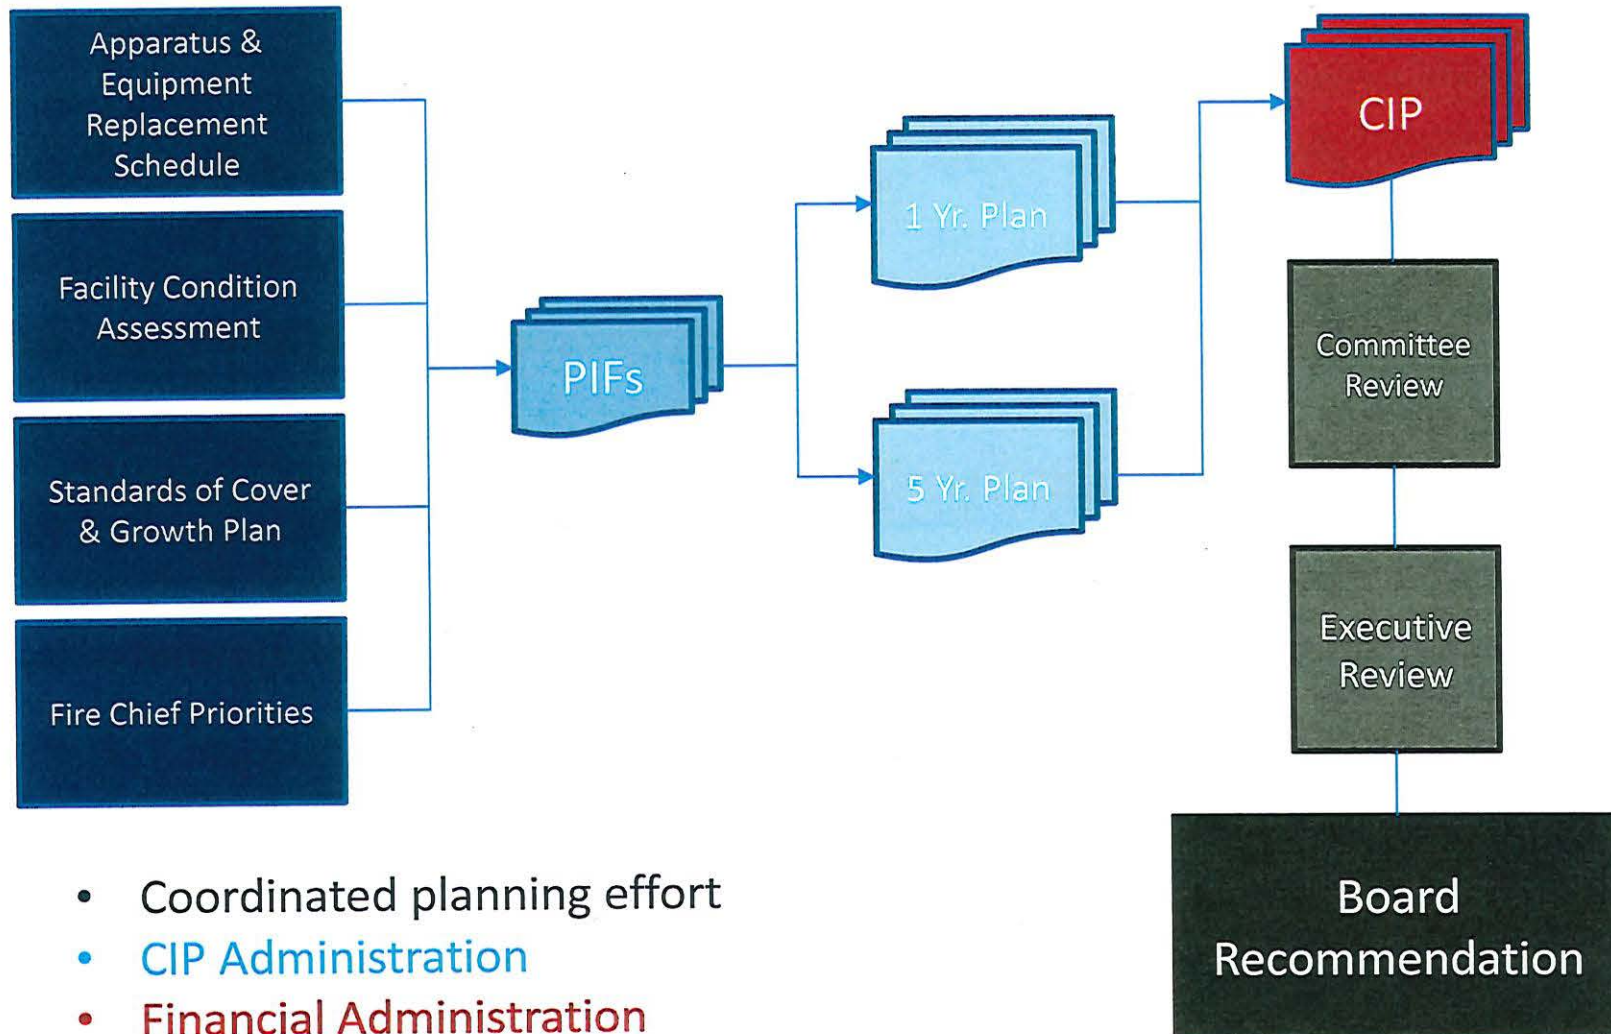 Apparatus &
Equipment
Replacement
Schedule
Facility Condition
Assessment
Standards of Cover
& Growth Plan
Fire Chief Priorities
PIFs
1 Yr. Plan
5 Yr. Plan
CIP
Committee
Review
Executive
Review
Board
Recommendation
• Coordinated planning effort
• CIP Administration
• Financial Administration